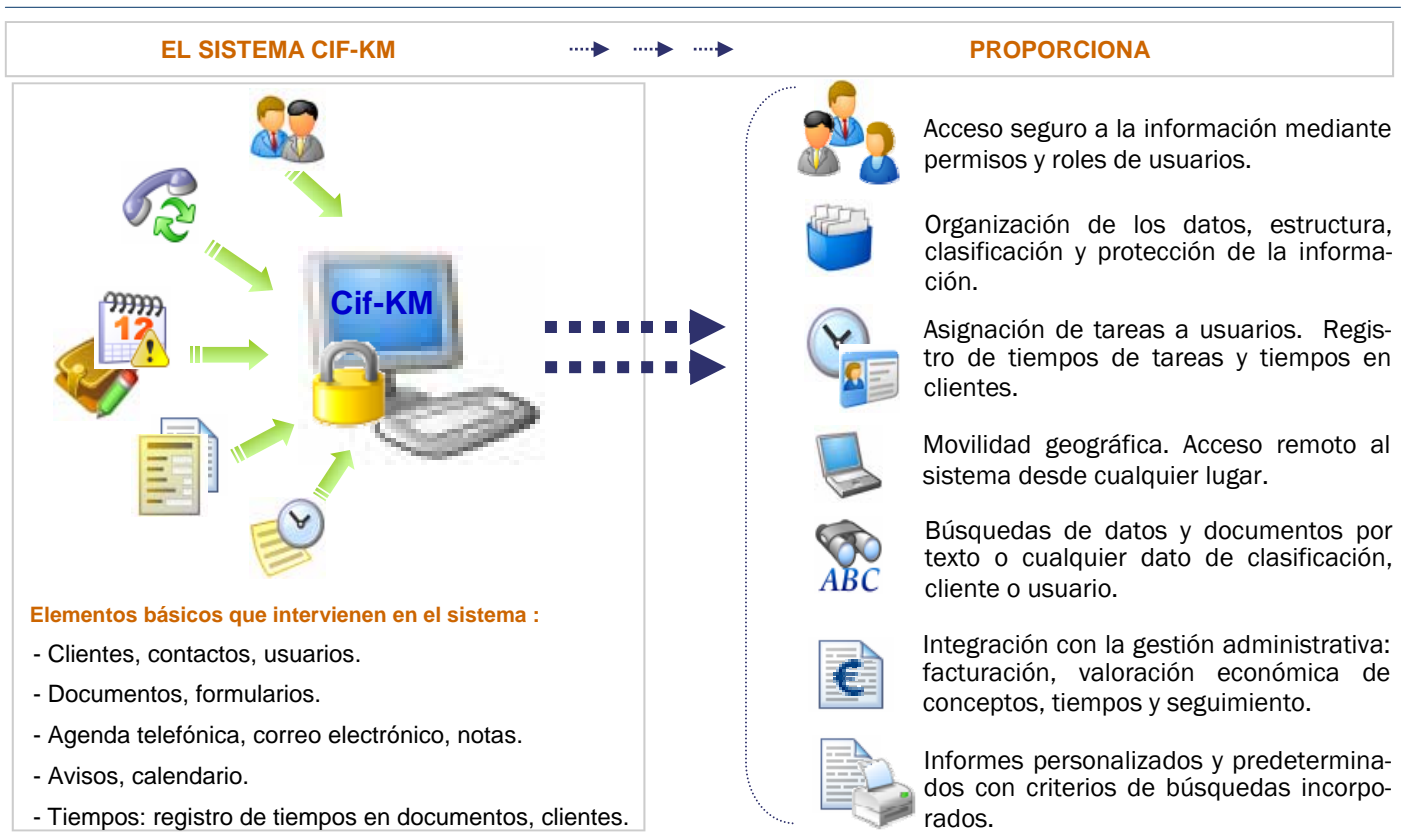 EL SISTEMA CIF-KM
PROPORCIONA
12
Cif-KM
Elementos básicos que intervienen en el sistema :
- Clientes, contactos, usuarios.
- Documentos, formularios.
- Agenda telefónica, correo electrónico, notas.
- Avisos, calendario.
- Tiempos: registro de tiempos en documentos, clientes.
Acceso seguro a la información mediante
permisos y roles de usuarios.
Organización de los datos, estructura,
clasificación y protección de la informa-
ción.
Asignación de tareas a usuarios.  Regis-
tro de tiempos de tareas y tiempos en
clientes.
Movilidad geográfica. Acceso remoto al
sistema desde cualquier lugar.
ABC
Búsquedas de datos y documentos por
texto o cualquier dato de clasificación,
cliente o usuario.
€
Integración con la gestión administrativa:
facturación, valoración económica de
conceptos, tiempos y seguimiento.
Informes personalizados y predetermina-
dos con criterios de búsquedas incorpo-
rados.